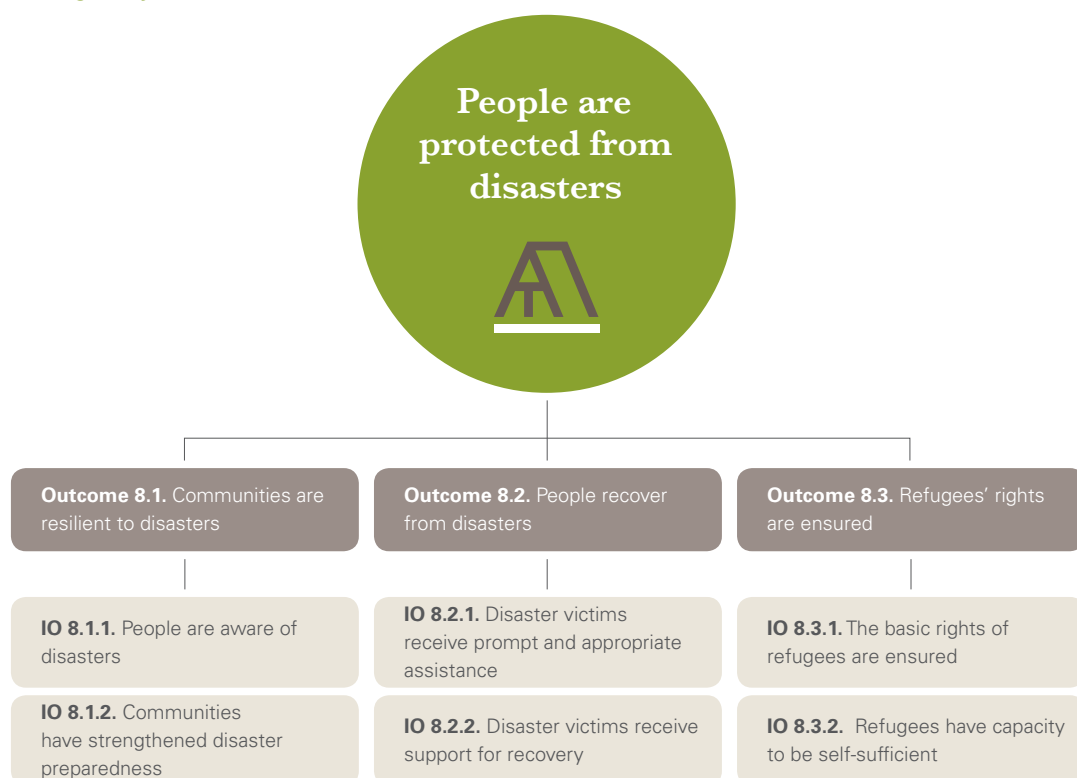 People are
protected from
disasters
Outcome 8.1. Communities are
resilient to disasters
Outcome 8.2. People recover
from disasters
Outcome 8.3. Refugees’ rights
are ensured
IO 8.1.1. People are aware of
disasters
IO 8.2.1. Disaster victims
receive prompt and appropriate
assistance
IO 8.3.1. The basic rights of
refugees are ensured
IO 8.1.2. Communities
have strengthened disaster
preparedness
IO 8.2.2. Disaster victims receive
support for recovery
IO 8.3.2. Refugees have capacity
to be self-sufficient